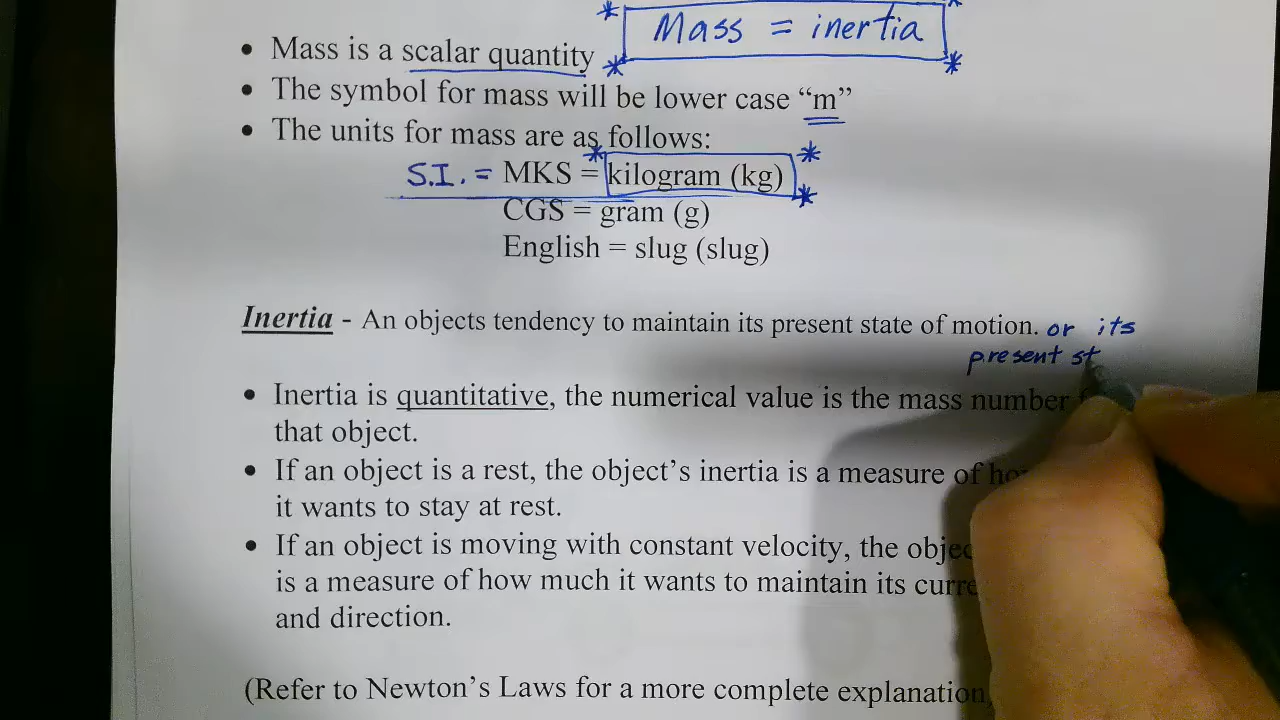 Mass = inertia
• Mass is a scalar quantity
• The symbol for mass will be lower case “m”
• The units for mass are as follows:
S.I. = MKS = kilogram (kg)
CGS = gram (g)
English = slug (slug)
Inertia - An objects tendency to maintain its present state of motion. or its
present st
• Inertia is quantitative, the numerical value is the mass number
that object.
• If an object is a rest, the object’s inertia is a measure of
it wants to stay at rest.
• If an object is moving with constant velocity, the
is a measure of how much it wants to maintain its
and direction.
(Refer to Newton’s Laws for a more complete explanation